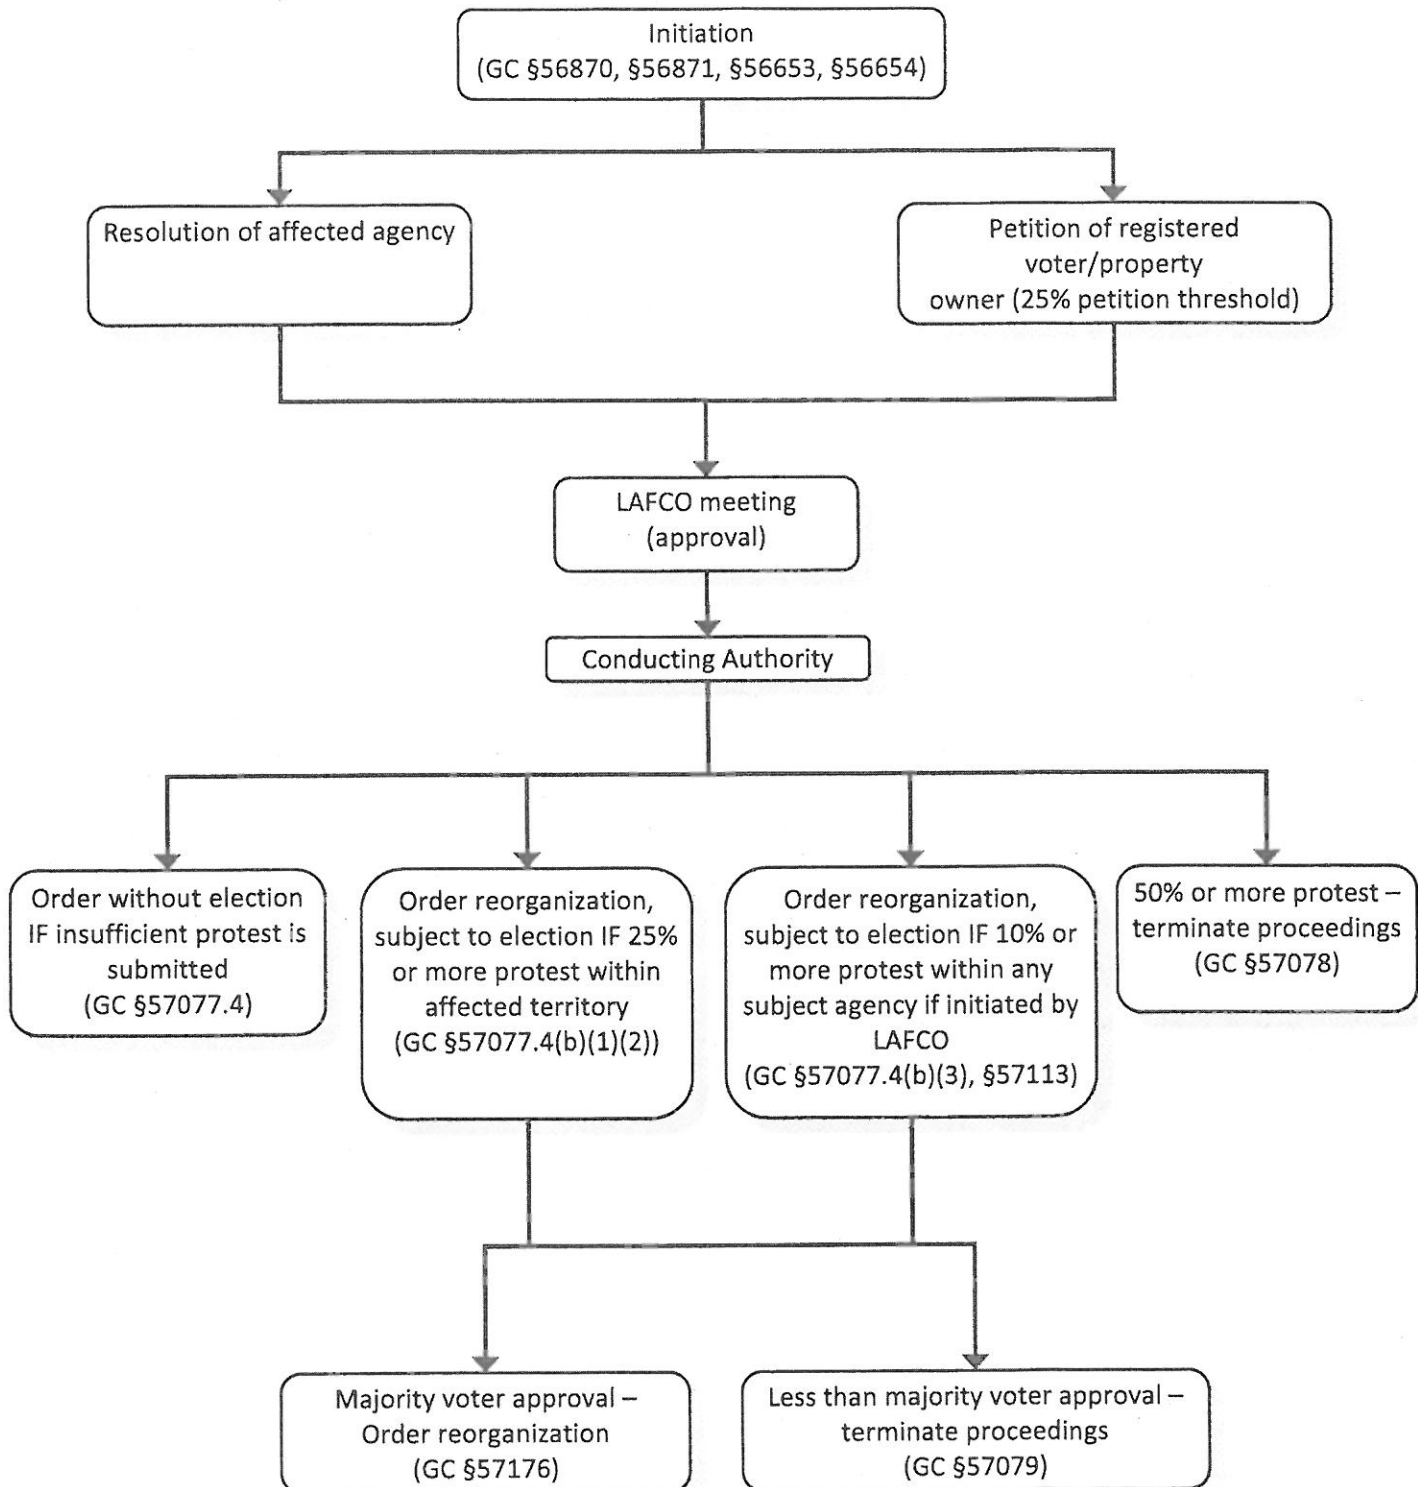 Initiation
(GC §56870, §56871, §56653, §56654)
Resolution of affected agency
Petition of registered
voter/property
owner (25% petition threshold)
LAFCO meeting
(approval)
Conducting Authority
Order without election
IF insufficient protest is
submitted
(GC §57077.4)
Order reorganization,
subject to election IF 25%
or more protest within
affected territory
(GC §57077.4(b)(1)(2))
Order reorganization,
subject to election IF 10% or
more protest within any
subject agency if initiated by
LAFCO
(GC §57077.4(b)(3), §57113)
50% or more protest –
terminate proceedings
(GC §57078)
Majority voter approval –
Order reorganization
(GC §57176)
Less than majority voter approval –
terminate proceedings
(GC §57079)